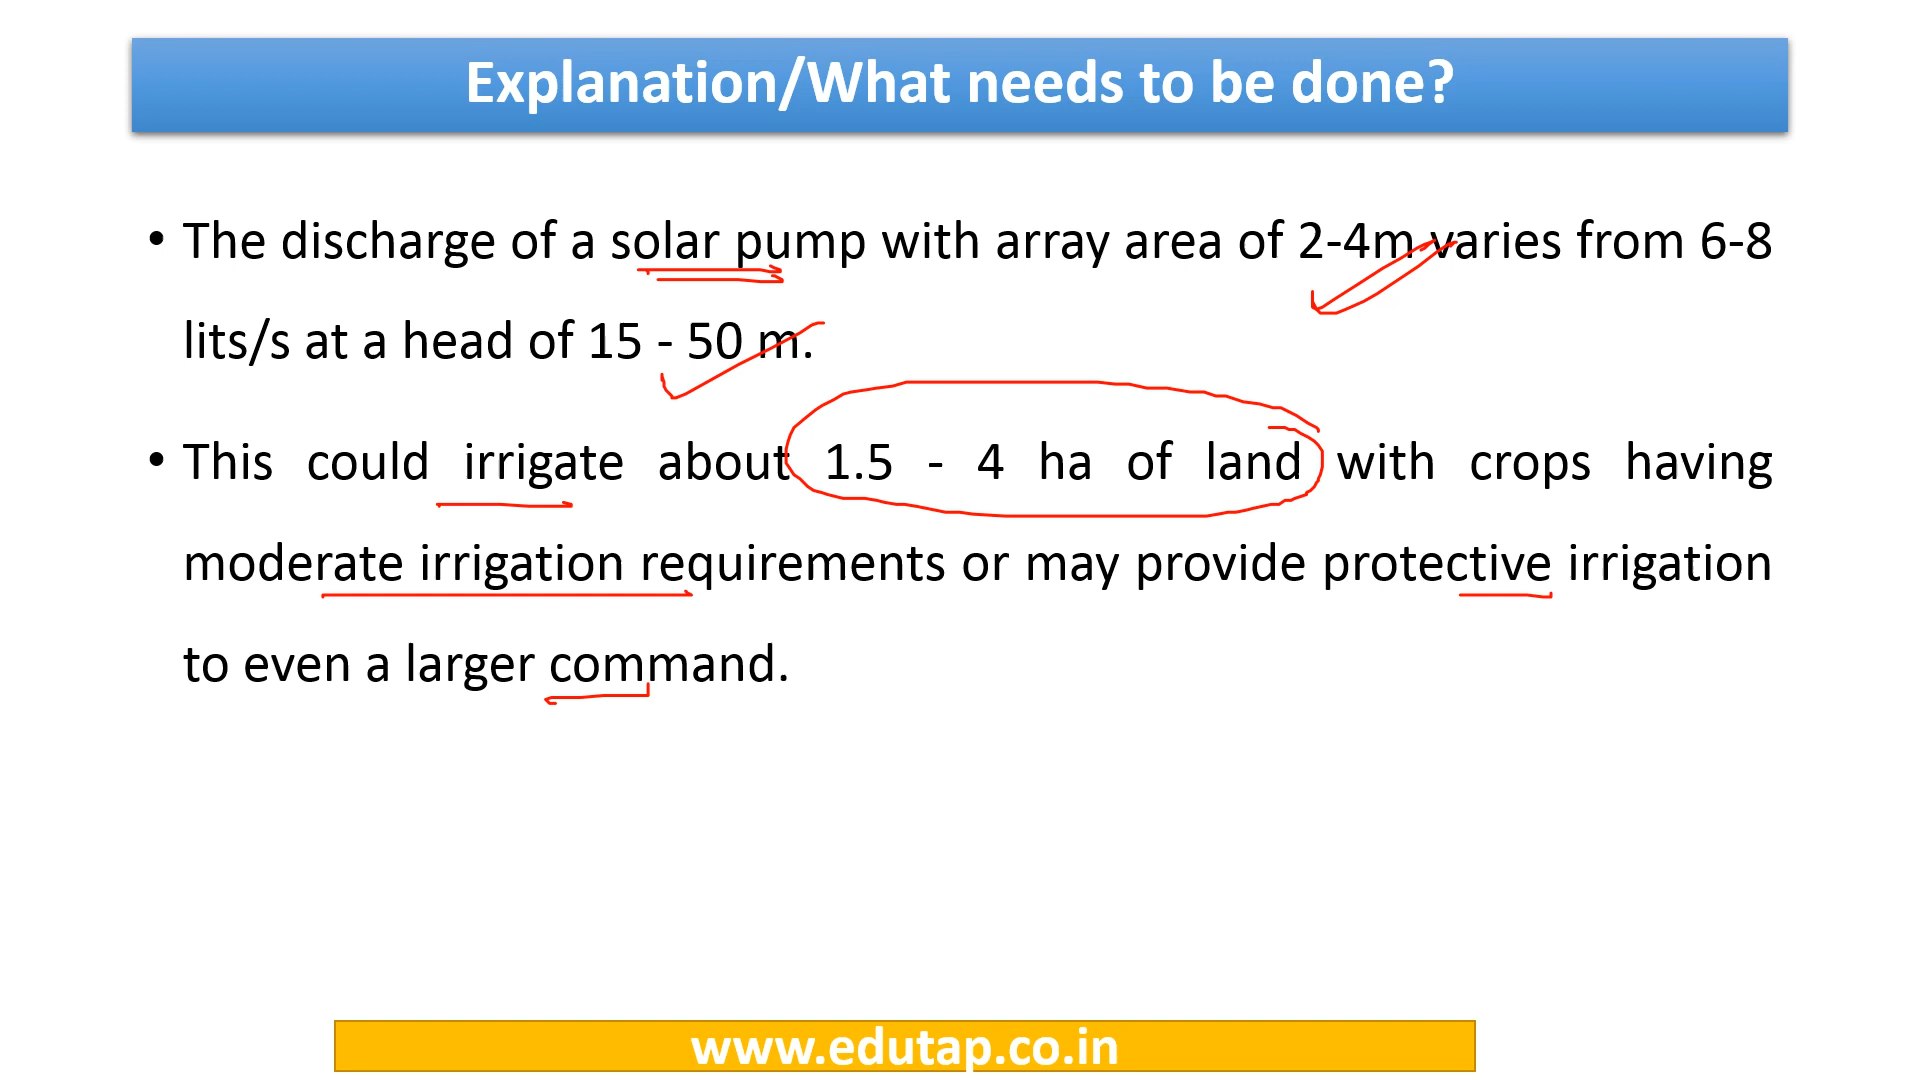 Explanation/What needs to be done?
• The discharge of a solar pump with array area of 2-4m varies from 6-8
lits/s at a head of 15 - 50 m.
• This could irrigate about 1.5 - 4 ha of land with crops having
moderate irrigation requirements or may provide protective irrigation
to even a larger command.
www.edutap.co.in